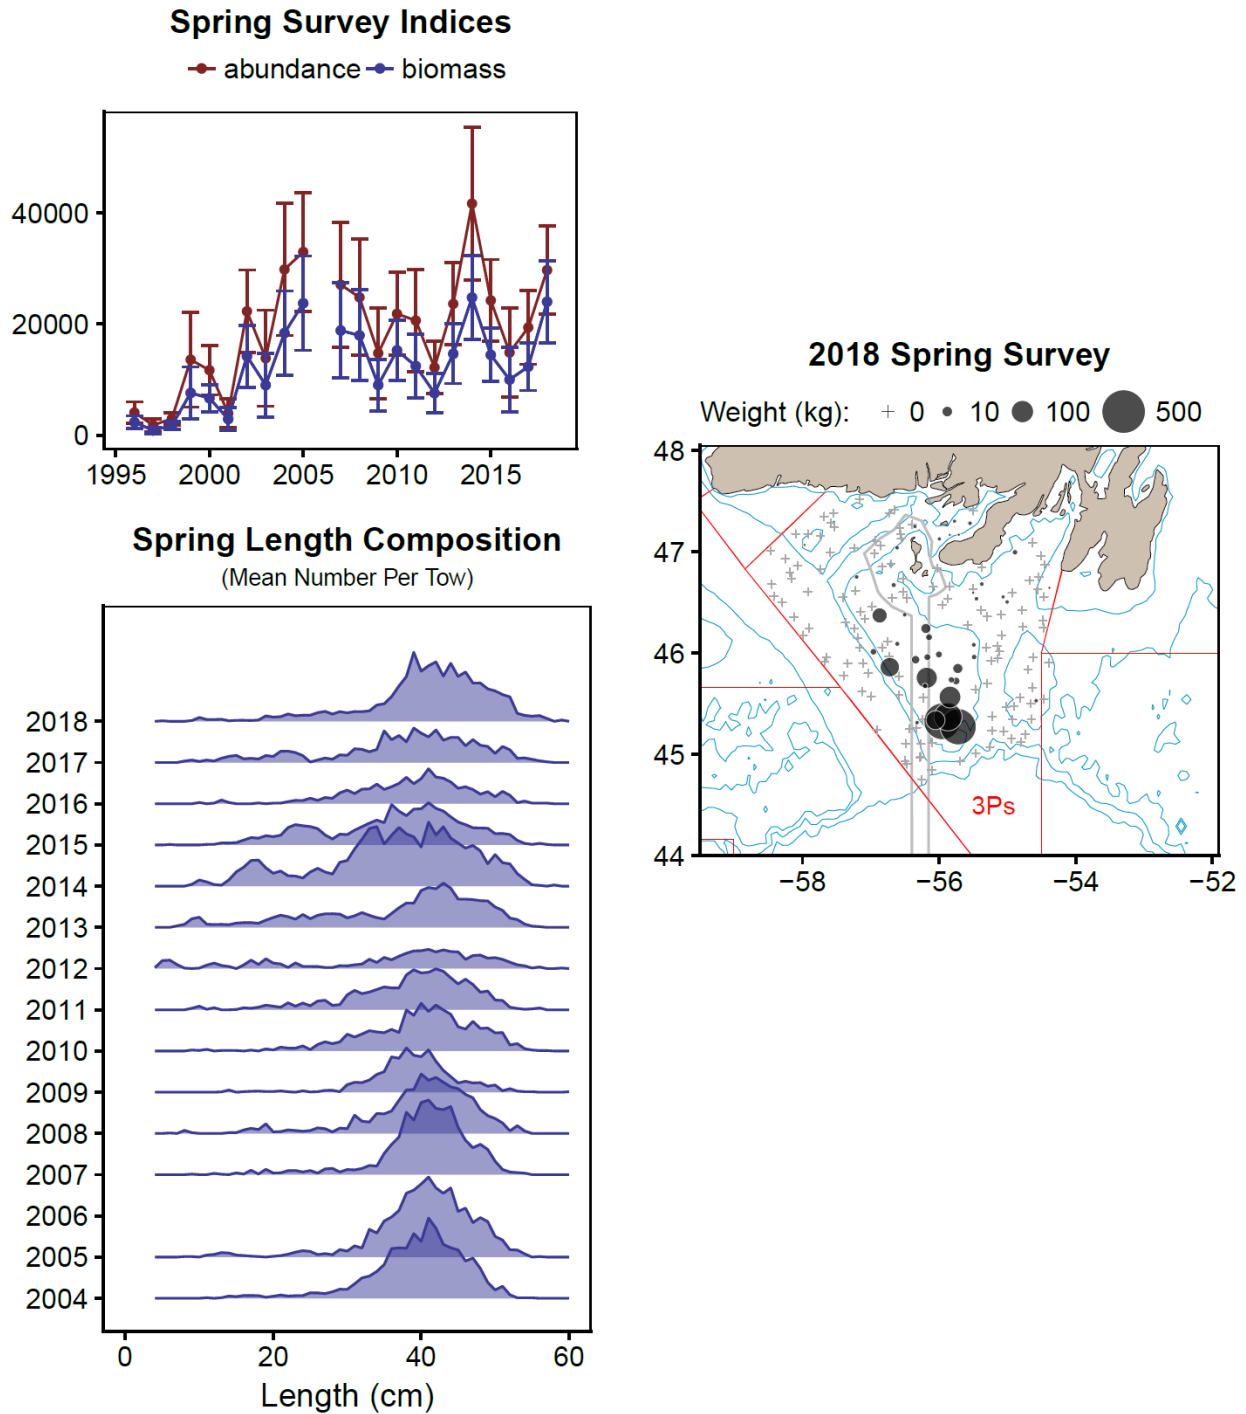 Spring Survey Indices
abundance biomass
40000
20000
0
1995 2000 2005 2010 2015
Spring Length Composition
(Mean Number Per Tow)
2018
2017
2016
2015
2014
2013
2012
2011
2010
2009
2008
2007
2006
2005
2004
0 20 40 60
Length (cm)
2018 Spring Survey
Weight (kg): 0 10 100 500
48
47
46
45
44
3Ps
−58 −56 −54 −52